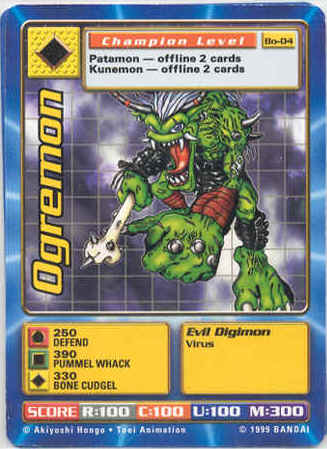 Champion Level
Bo-04
Patamon — offline 2 cards
Kunemon — offline 2 cards
Ogremon
250
DEFEND
390
PUMMEL WHACK
330
BONE CUDGEL
Evil Digimon
Virus
SCORE R:100 C:100 U:100 M:300
© Akiyoshi Hongo • Toei Animation
© 1999 BANDAI